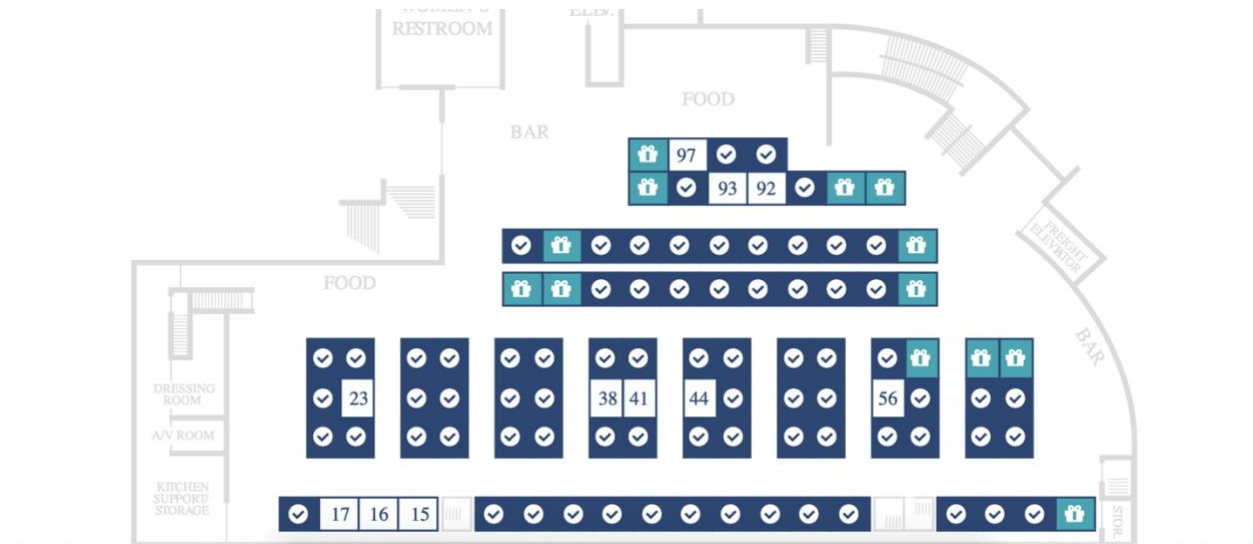 RESTROOM
FOOD
BAR
97
93 92
FREIGHT
ELEVATOR
FOOD
BAR
DRESSING
ROOM
23 38 41 44 56
A/V ROOM
KITCHEN
SUPPORT/
STORAGE
17 16 15
STOR.